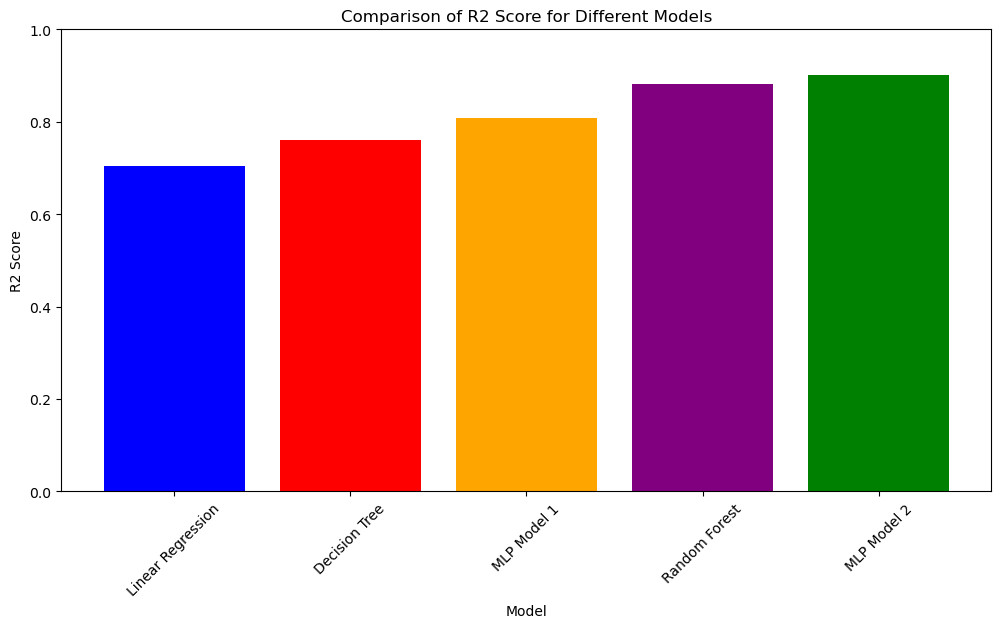 Comparison of R2 Score for Different Models
1.0
0.8
0.6
0.4
0.2
0.0
R2 Score
Linear Regression
Decision Tree
MLP Model 1
Random Forest
MLP Model 2
Model